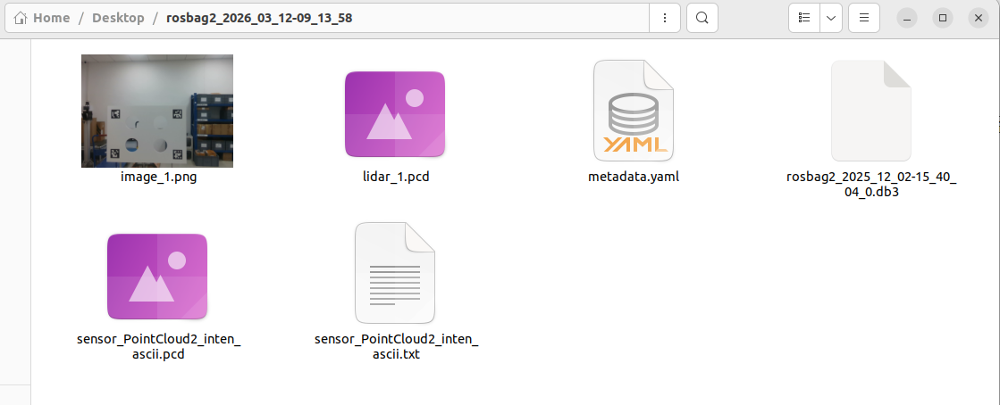 Home / Desktop / rosbag2_2026_03_12-09_13_58
image_1.png
lidar_1.pcd
YAML
metadata.yaml
rosbag2_2025_12_02-15_40_
04_0.db3
sensor_PointCloud2_inten_
ascii.pcd
sensor_PointCloud2_inten_
ascii.txt